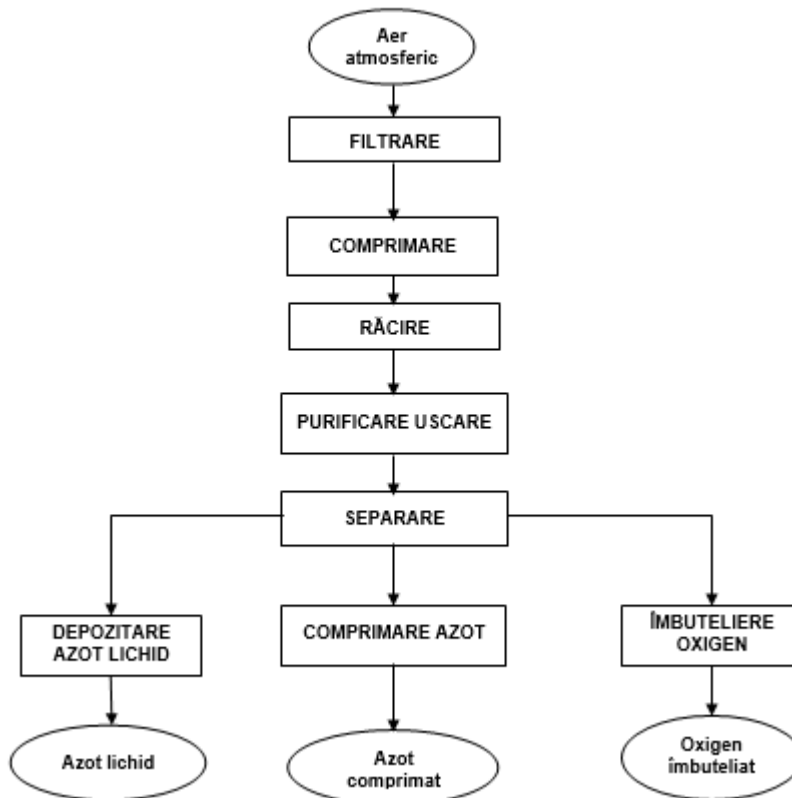 Aer
atmosferic
FILTRARE
COMPRIMARE
RĂCIRE
PURIFICARE USCARE
SEPARARE
DEPOZITARE
AZOT LICHID
COMPRIMARE AZOT
ÎMBUTELIERE
OXIGEN
Azot lichid
Azot
comprimat
Oxigen
îmbuteliat